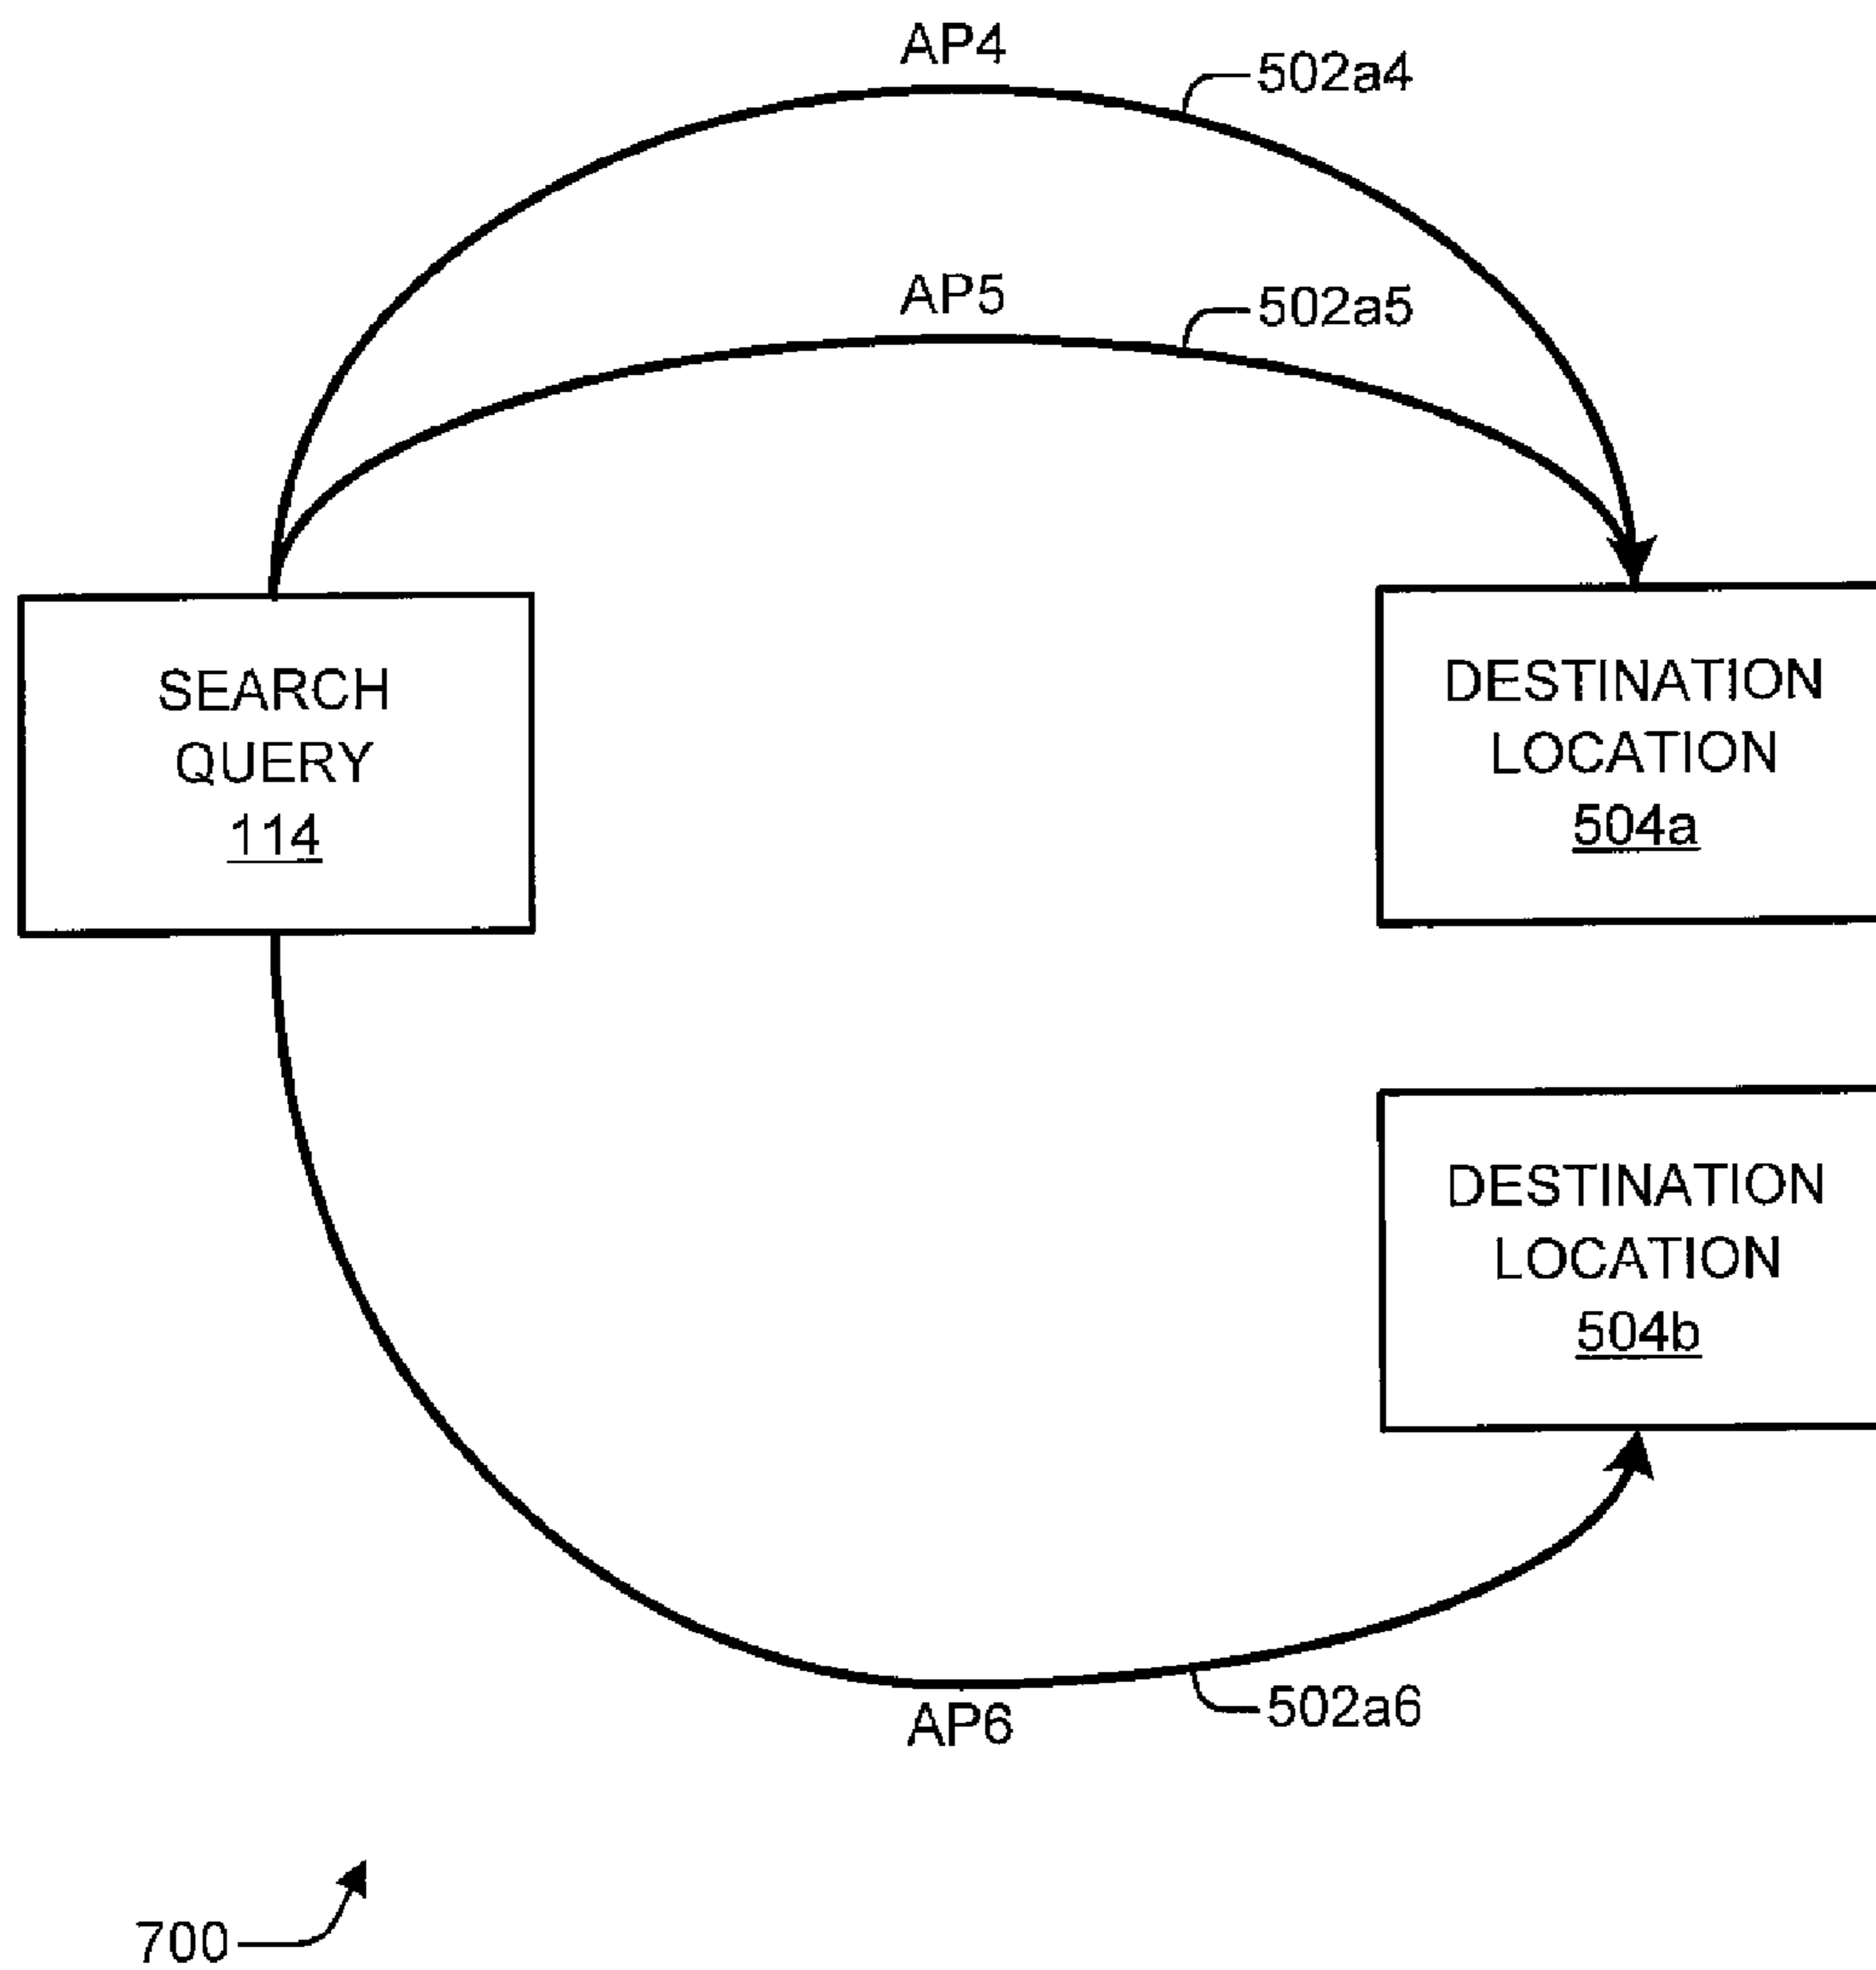 AP4
502a4
AP5
502a5
SEARCH
QUERY
114
DESTINATION
LOCATION
504a
DESTINATION
LOCATION
504b
502a6
AP6
700